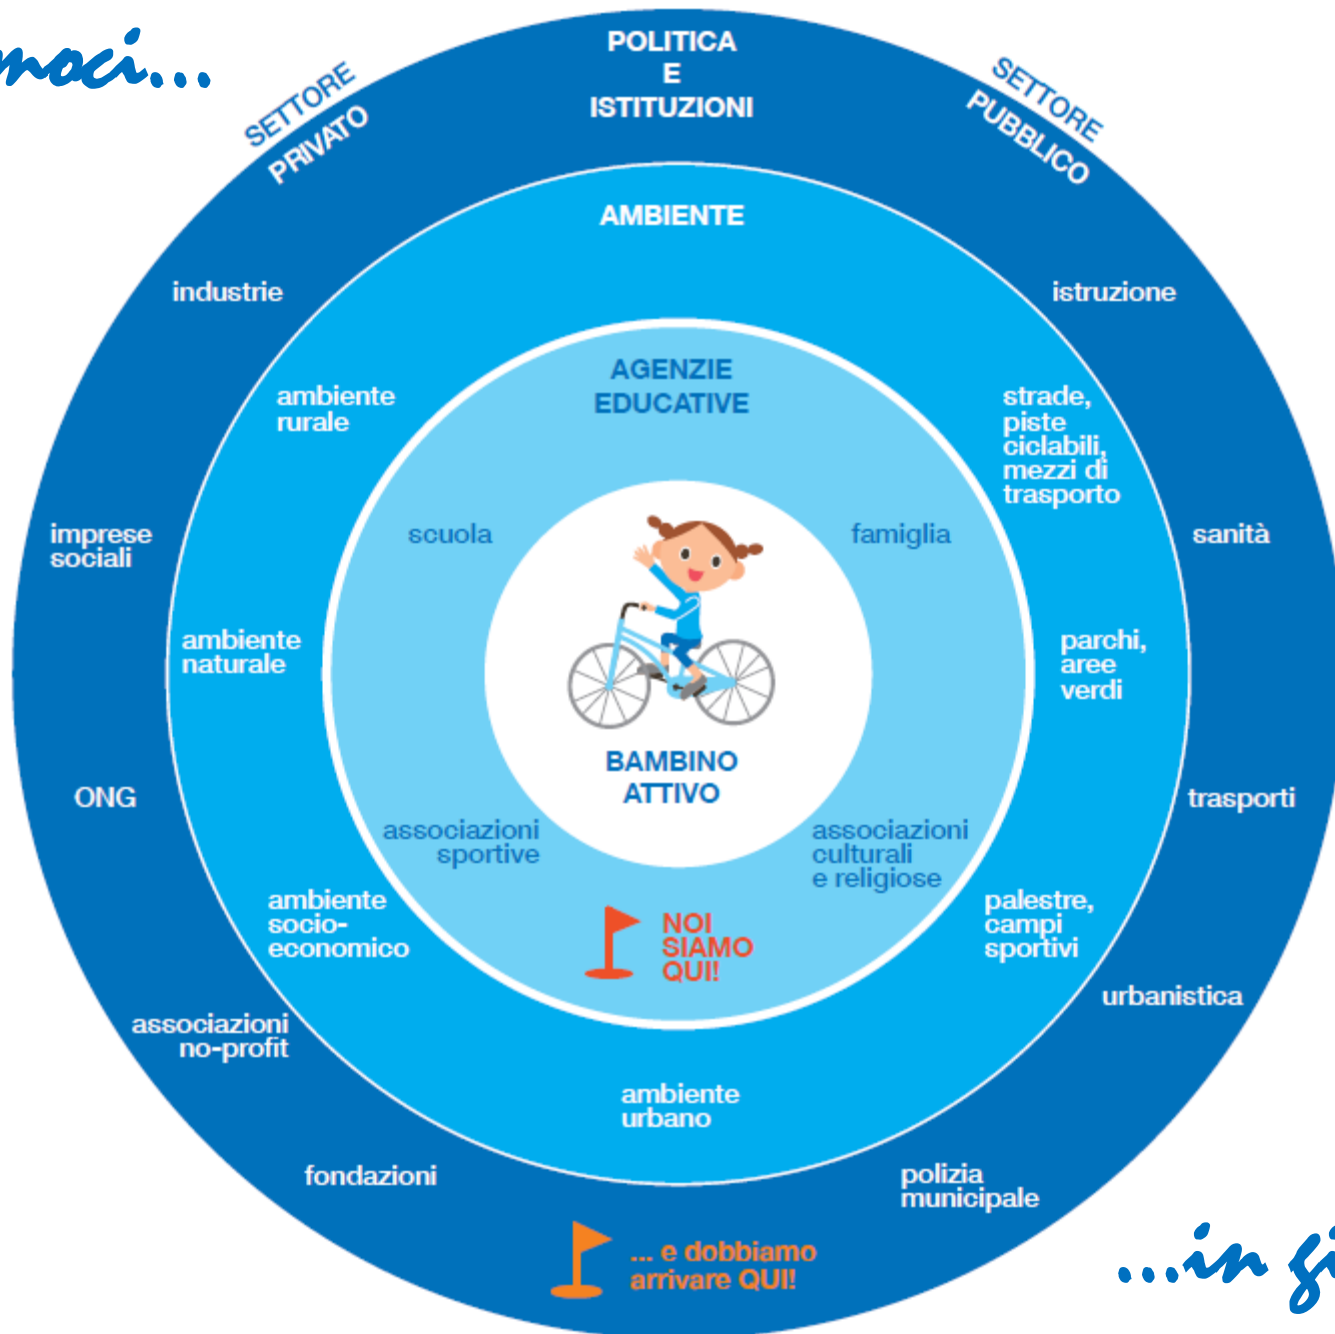 moci...
SETTORE
PRIVATO
POLITICA
E
ISTITUZIONI
SETTORE
PUBBLICO
AMBIENTE
industrie
istruzione
AGENZIE
EDUCATIVE
ambiente
rurale
strade,
piste
ciclabili,
mezzi di
trasporto
imprese
sociali
scuola
famiglia
sanità
ambiente
naturale
parchi,
aree
verdi
BAMBINO
ATTIVO
ONG
trasporti
associazioni
sportive
associazioni
culturali
e religiose
ambiente
socio-
economico
NOI
SIAMO
QUI!
palestre,
campi
sportivi
urbanistica
associazioni
no-profit
ambiente
urbano
fondazioni
polizia
municipale
... e dobbiamo
arrivare QUI!
...in gi